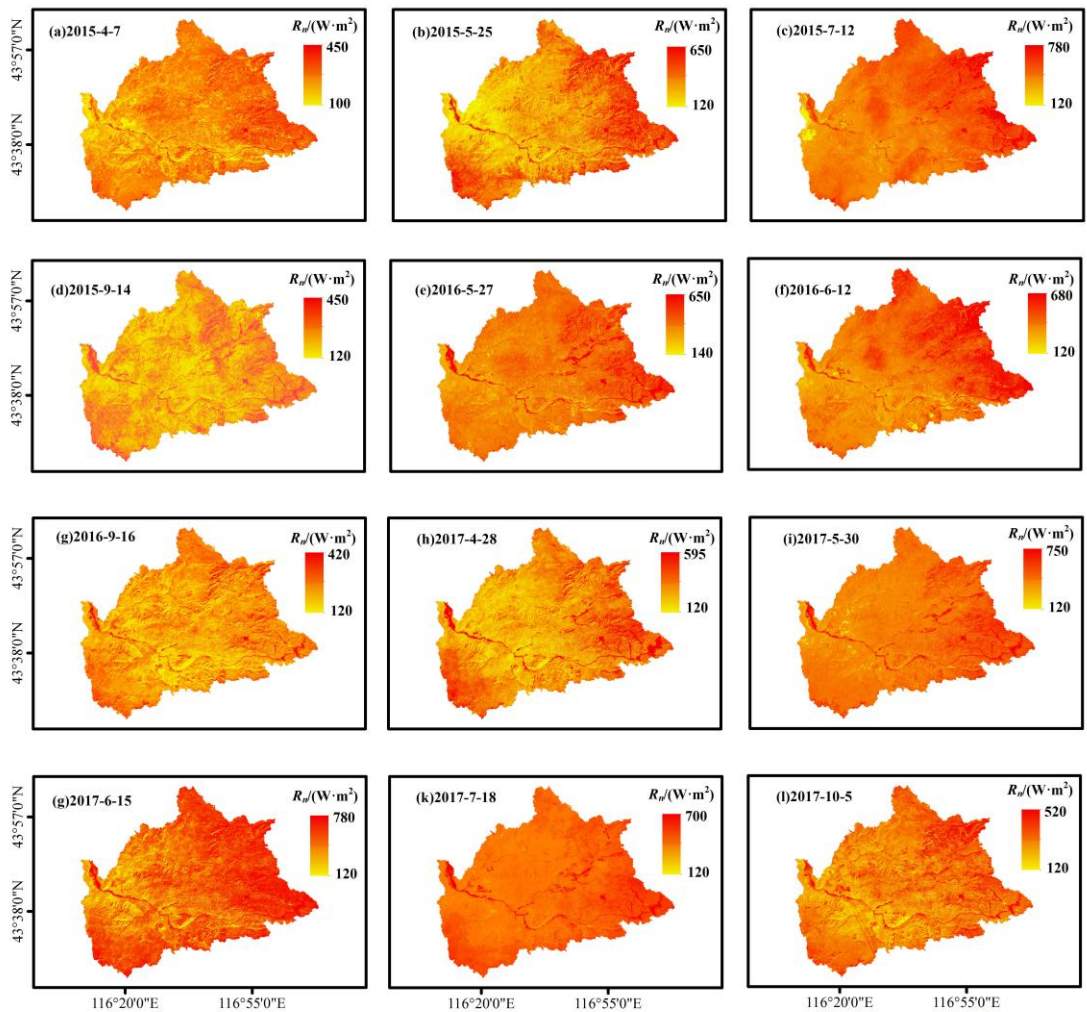 (a)2015-4-7
Rn/(W·m²)
450
100
(b)2015-5-25
Rn/(W·m²)
650
120
(c)2015-7-12
Rn/(W·m²)
780
120
43°57'0"N
43°38'0"N
(d)2015-9-14
Rn/(W·m²)
450
120
(e)2016-5-27
Rn/(W·m²)
650
140
(f)2016-6-12
Rn/(W·m²)
680
120
43°57'0"N
43°38'0"N
(g)2016-9-16
Rn/(W·m²)
420
120
(h)2017-4-28
Rn/(W·m²)
595
120
(i)2017-5-30
Rn/(W·m²)
750
120
43°57'0"N
43°38'0"N
(g)2017-6-15
Rn/(W·m²)
780
120
(k)2017-7-18
Rn/(W·m²)
700
120
(l)2017-10-5
Rn/(W·m²)
520
120
43°57'0"N
43°38'0"N
116°20'0"E 116°55'0"E
116°20'0"E 116°55'0"E
116°20'0"E 116°55'0"E